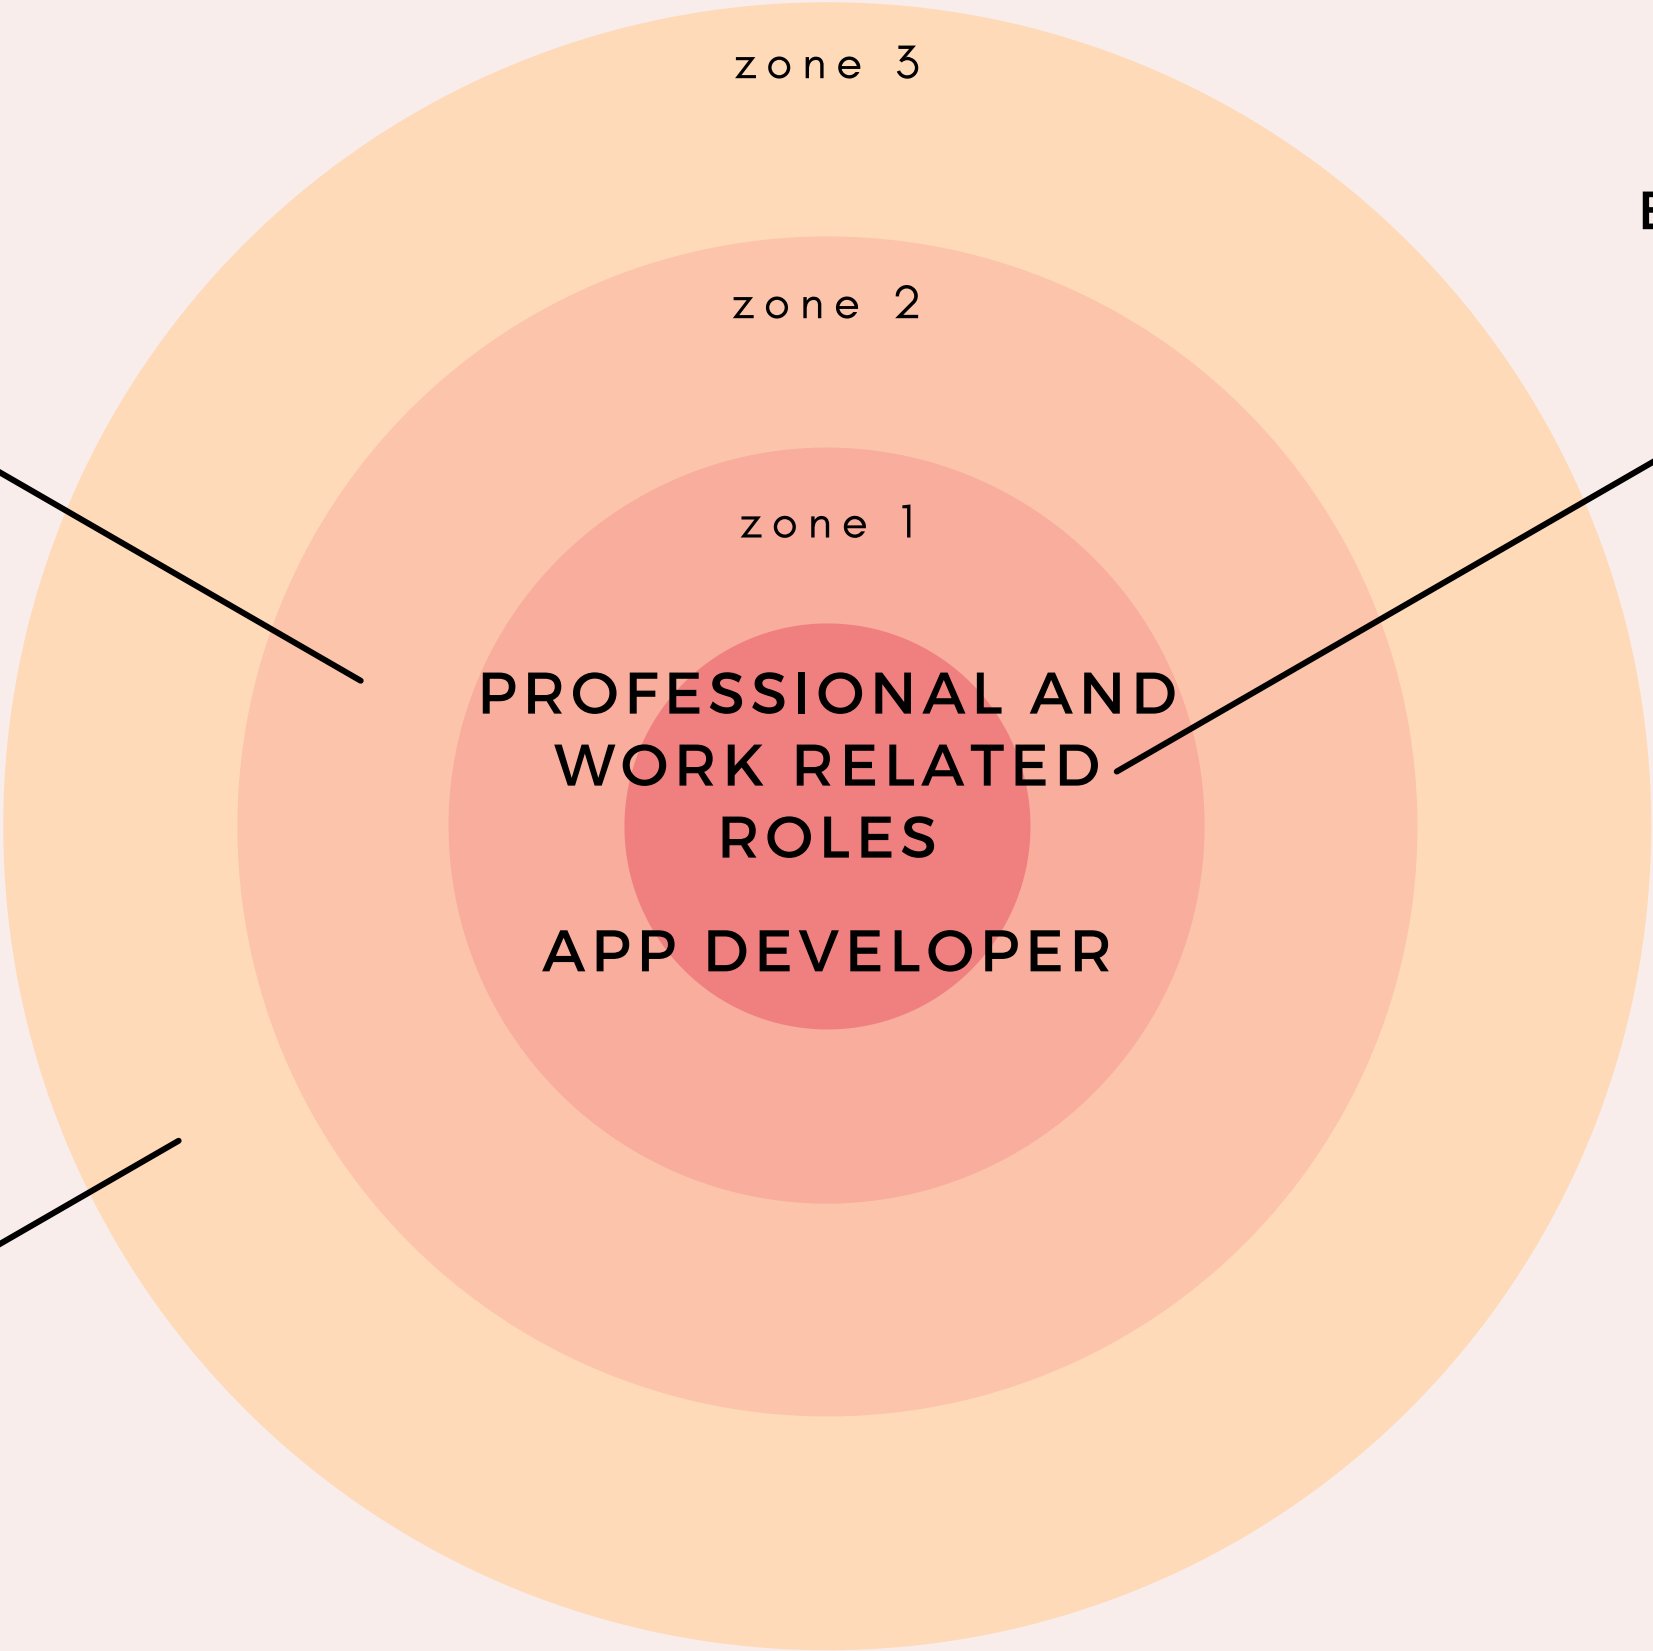 zone 3
zone 2
zone 1
PROFESSIONAL AND
WORK RELATED
ROLES
APP DEVELOPER